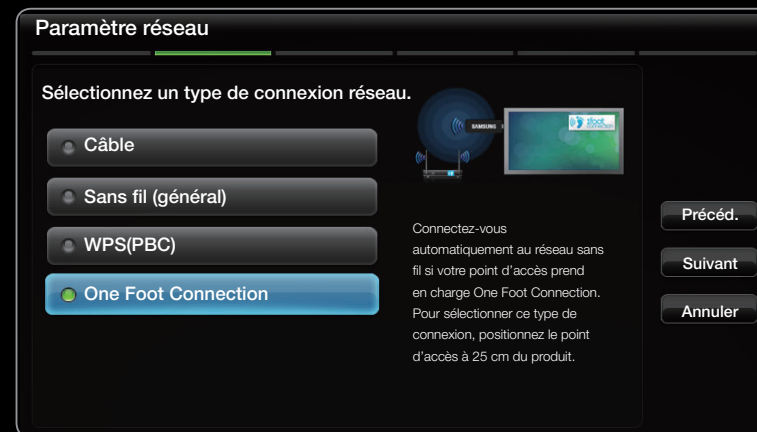 Paramètre réseau
Sélectionnez un type de connexion réseau.
Câble
Sans fil (général)
WPS(PBC)
One Foot Connection
SAMSUNG
Connectez-vous
automatiquement au réseau sans
fil si votre point d'accès prend
en charge One Foot Connection.
Pour sélectionner ce type de
connexion, positionnez le point
d'accès à 25 cm du produit.
Précéd.
Suivant
Annuler